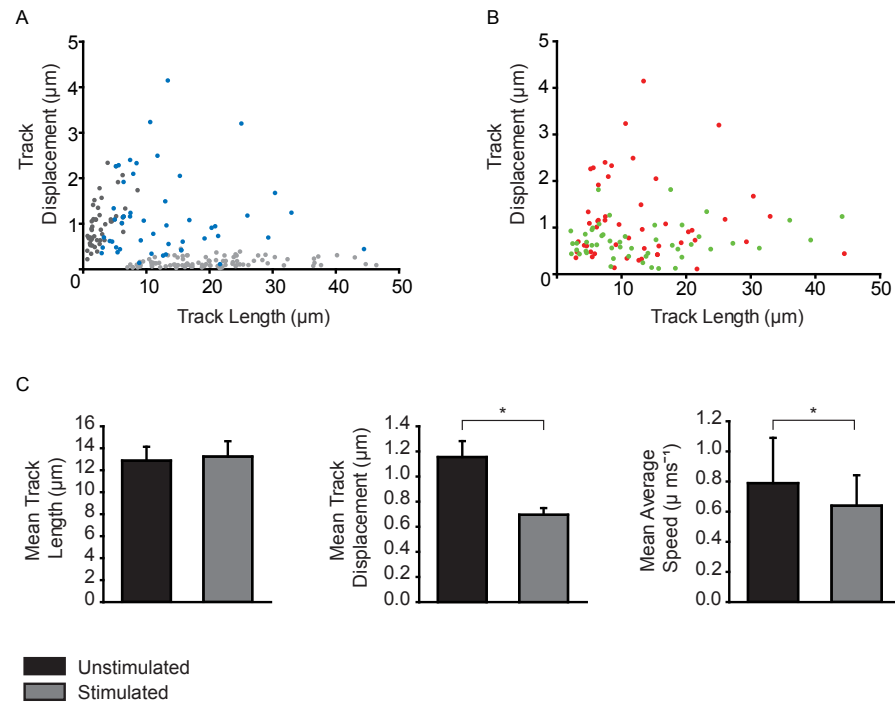 A
B
5
4
3
2
1
0
Track
Displacement (μm)
0
10
20
30
40
50
Track Length (μm)
5
4
3
2
1
0
Track
Displacement (μm)
10
20
30
40
50
Track Length (μm)
C
16
14
12
10
8
6
4
2
0
Mean Track
Length (μm)
1.4
1.2
1.0
0.8
0.6
0.4
0.2
0.0
Mean Track
Displacement (μm)
*
1.2
1.0
0.8
0.6
0.4
0.2
0.0
Mean Average
Speed (μ ms⁻¹)
*
Unstimulated
Stimulated